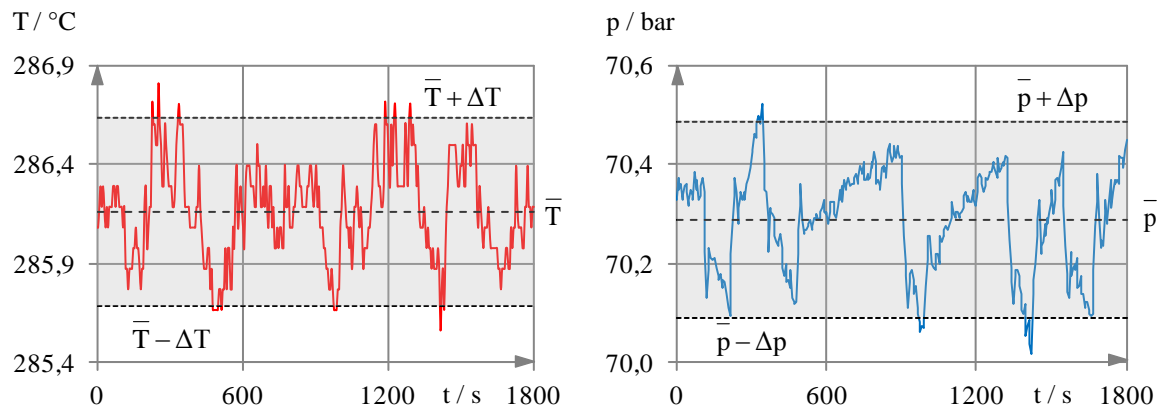 T / °C
286,9
286,4
285,9
285,4
T̅ + ΔT
T̅
T̅ − ΔT
0 600 1200 t / s 1800
p / bar
70,6
70,4
70,2
70,0
p̅ + Δp
p̅
p̅ − Δp
0 600 1200 t / s 1800